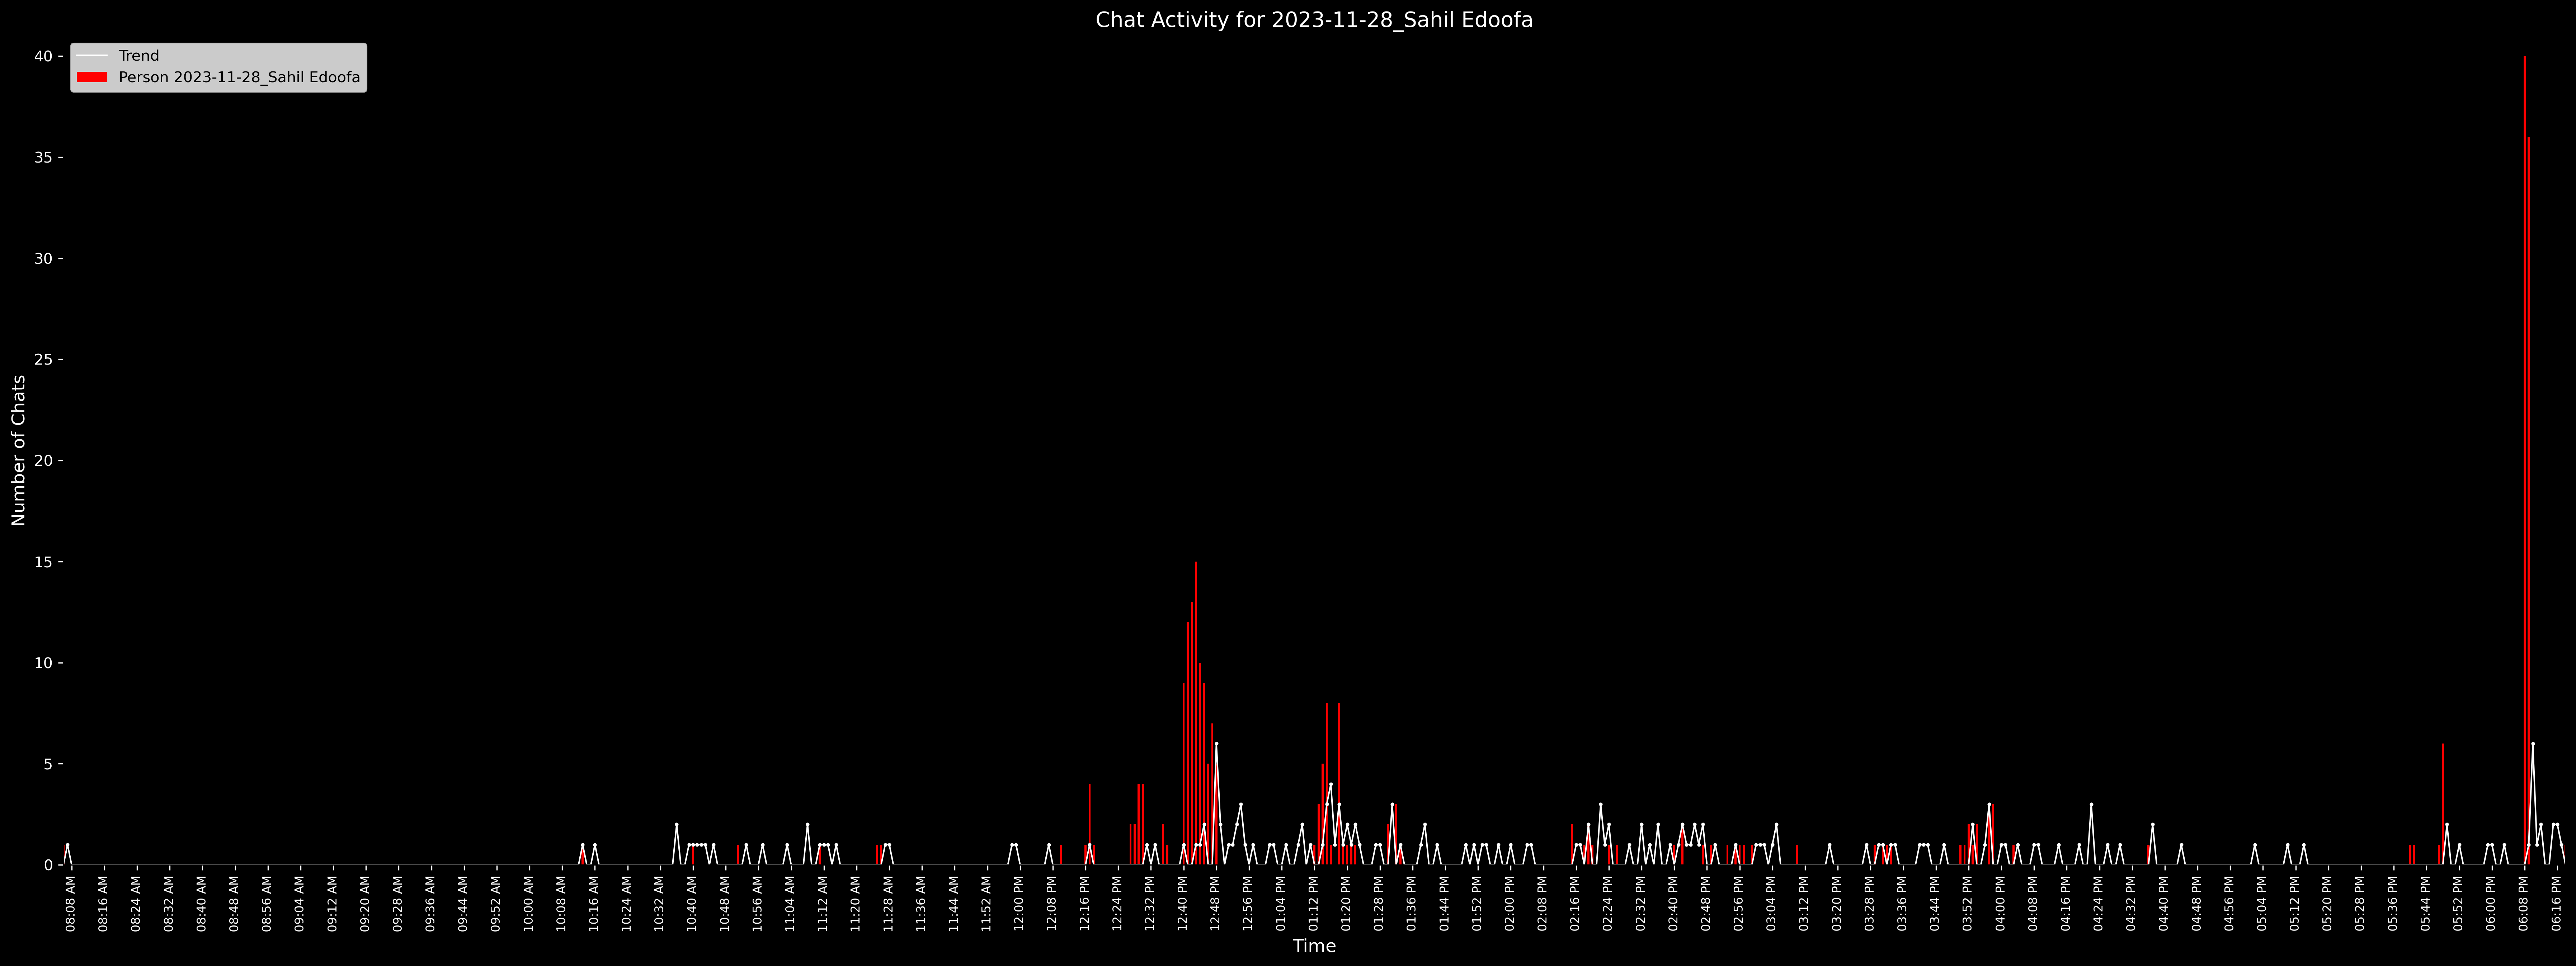 Chat Activity for 2023-11-28_Sahil Edoofa
Trend
Person 2023-11-28_Sahil Edoofa
Number of Chats
40
35
30
25
20
15
10
5
0
08:08 AM
08:16 AM
08:24 AM
08:32 AM
08:40 AM
08:48 AM
08:56 AM
09:04 AM
09:12 AM
09:20 AM
09:28 AM
09:36 AM
09:44 AM
09:52 AM
10:00 AM
10:08 AM
10:16 AM
10:24 AM
10:32 AM
10:40 AM
10:48 AM
10:56 AM
11:04 AM
11:12 AM
11:20 AM
11:28 AM
11:36 AM
11:44 AM
11:52 AM
12:00 PM
12:08 PM
12:16 PM
12:24 PM
12:32 PM
12:40 PM
12:48 PM
12:56 PM
01:04 PM
01:12 PM
01:20 PM
01:28 PM
01:36 PM
01:44 PM
01:52 PM
02:00 PM
02:08 PM
02:16 PM
02:24 PM
02:32 PM
02:40 PM
02:48 PM
02:56 PM
03:04 PM
03:12 PM
03:20 PM
03:28 PM
03:36 PM
03:44 PM
03:52 PM
04:00 PM
04:08 PM
04:16 PM
04:24 PM
04:32 PM
04:40 PM
04:48 PM
04:56 PM
05:04 PM
05:12 PM
05:20 PM
05:28 PM
05:36 PM
05:44 PM
05:52 PM
06:00 PM
06:08 PM
06:16 PM
Time